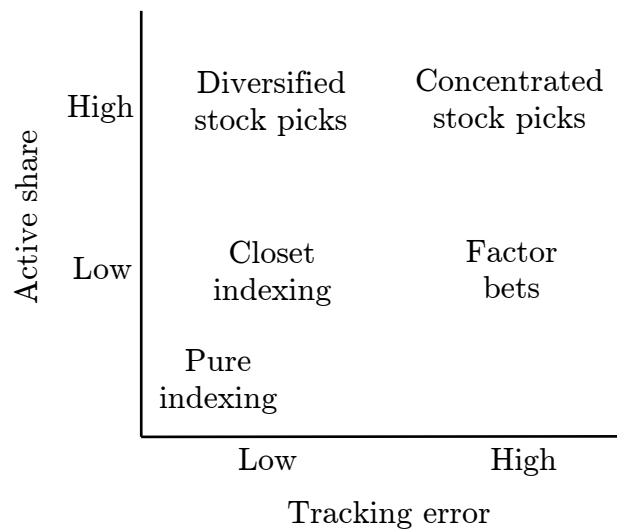 Diversified
stock picks
Concentrated
stock picks
High
Active share
Low
Closet
indexing
Factor
bets
Pure
indexing
Low
High
Tracking error